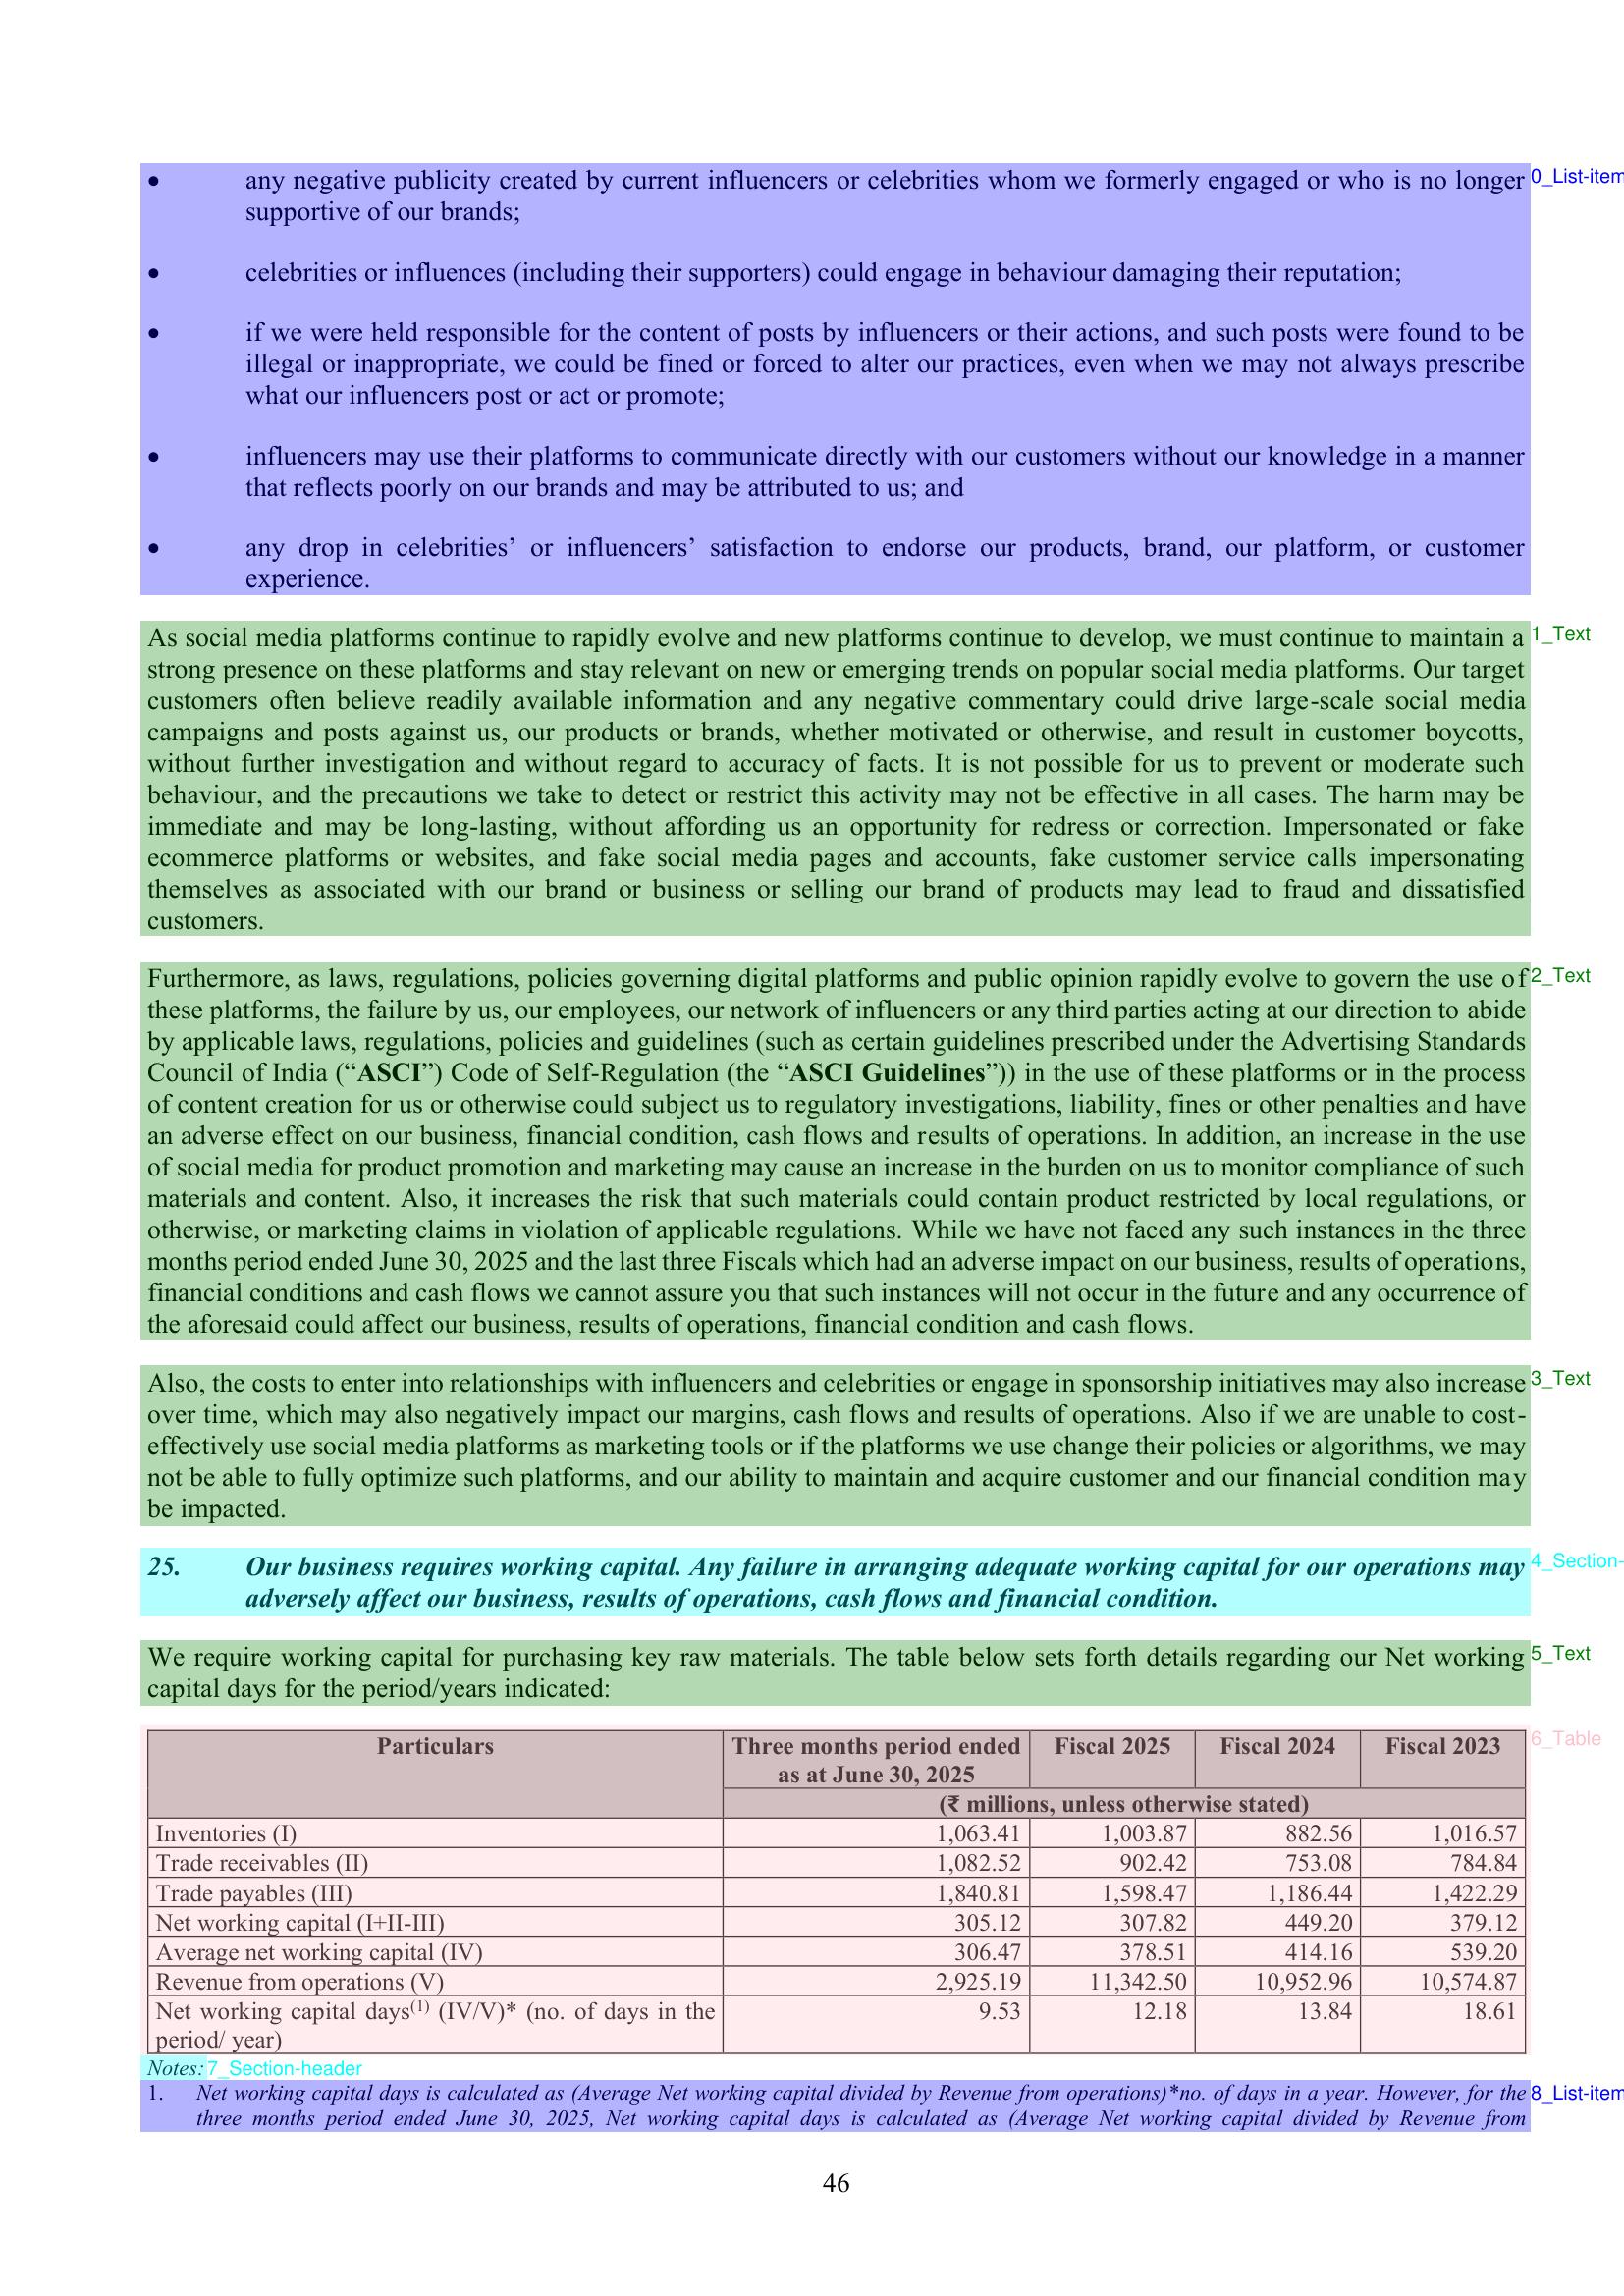 • any negative publicity created by current influencers or celebrities whom we formerly engaged or who is no longer 0_List-item
supportive of our brands;
• celebrities or influences (including their supporters) could engage in behaviour damaging their reputation;
• if we were held responsible for the content of posts by influencers or their actions, and such posts were found to be
illegal or inappropriate, we could be fined or forced to alter our practices, even when we may not always prescribe
what our influencers post or act or promote;
• influencers may use their platforms to communicate directly with our customers without our knowledge in a manner
that reflects poorly on our brands and may be attributed to us; and
• any drop in celebrities’ or influencers’ satisfaction to endorse our products, brand, our platform, or customer
experience.
As social media platforms continue to rapidly evolve and new platforms continue to develop, we must continue to maintain a 1_Text
strong presence on these platforms and stay relevant on new or emerging trends on popular social media platforms. Our target
customers often believe readily available information and any negative commentary could drive large-scale social media
campaigns and posts against us, our products or brands, whether motivated or otherwise, and result in customer boycotts,
without further investigation and without regard to accuracy of facts. It is not possible for us to prevent or moderate such
behaviour, and the precautions we take to detect or restrict this activity may not be effective in all cases. The harm may be
immediate and may be long-lasting, without affording us an opportunity for redress or correction. Impersonated or fake
ecommerce platforms or websites, and fake social media pages and accounts, fake customer service calls impersonating
themselves as associated with our brand or business or selling our brand of products may lead to fraud and dissatisfied
customers.
Furthermore, as laws, regulations, policies governing digital platforms and public opinion rapidly evolve to govern the use of 2_Text
these platforms, the failure by us, our employees, our network of influencers or any third parties acting at our direction to abide
by applicable laws, regulations, policies and guidelines (such as certain guidelines prescribed under the Advertising Standards
Council of India (“ASCI”) Code of Self-Regulation (the “ASCI Guidelines”)) in the use of these platforms or in the process
of content creation for us or otherwise could subject us to regulatory investigations, liability, fines or other penalties and have
an adverse effect on our business, financial condition, cash flows and results of operations. In addition, an increase in the use
of social media for product promotion and marketing may cause an increase in the burden on us to monitor compliance of such
materials and content. Also, it increases the risk that such materials could contain product restricted by local regulations, or
otherwise, or marketing claims in violation of applicable regulations. While we have not faced any such instances in the three
months period ended June 30, 2025 and the last three Fiscals which had an adverse impact on our business, results of operations,
financial conditions and cash flows we cannot assure you that such instances will not occur in the future and any occurrence of
the aforesaid could affect our business, results of operations, financial condition and cash flows.
Also, the costs to enter into relationships with influencers and celebrities or engage in sponsorship initiatives may also increase 3_Text
over time, which may also negatively impact our margins, cash flows and results of operations. Also if we are unable to cost-
effectively use social media platforms as marketing tools or if the platforms we use change their policies or algorithms, we may
not be able to fully optimize such platforms, and our ability to maintain and acquire customer and our financial condition may
be impacted.
25. Our business requires working capital. Any failure in arranging adequate working capital for our operations may 4_Section-
adversely affect our business, results of operations, cash flows and financial condition.
We require working capital for purchasing key raw materials. The table below sets forth details regarding our Net working 5_Text
capital days for the period/years indicated:
Particulars Three months period ended Fiscal 2025 Fiscal 2024 Fiscal 2023 6_Table
as at June 30, 2025
(₹ millions, unless otherwise stated)
Inventories (I) 1,063.41 1,003.87 882.56 1,016.57
Trade receivables (II) 1,082.52 902.42 753.08 784.84
Trade payables (III) 1,840.81 1,598.47 1,186.44 1,422.29
Net working capital (I+II-III) 305.12 307.82 449.20 379.12
Average net working capital (IV) 306.47 378.51 414.16 539.20
Revenue from operations (V) 2,925.19 11,342.50 10,952.96 10,574.87
Net working capital days(1) (IV/V)* (no. of days in the 9.53 12.18 13.84 18.61
period/ year)
Notes: 7_Section-header
1. Net working capital days is calculated as (Average Net working capital divided by Revenue from operations)*no. of days in a year. However, for the 8_List-item
three months period ended June 30, 2025, Net working capital days is calculated as (Average Net working capital divided by Revenue from
46